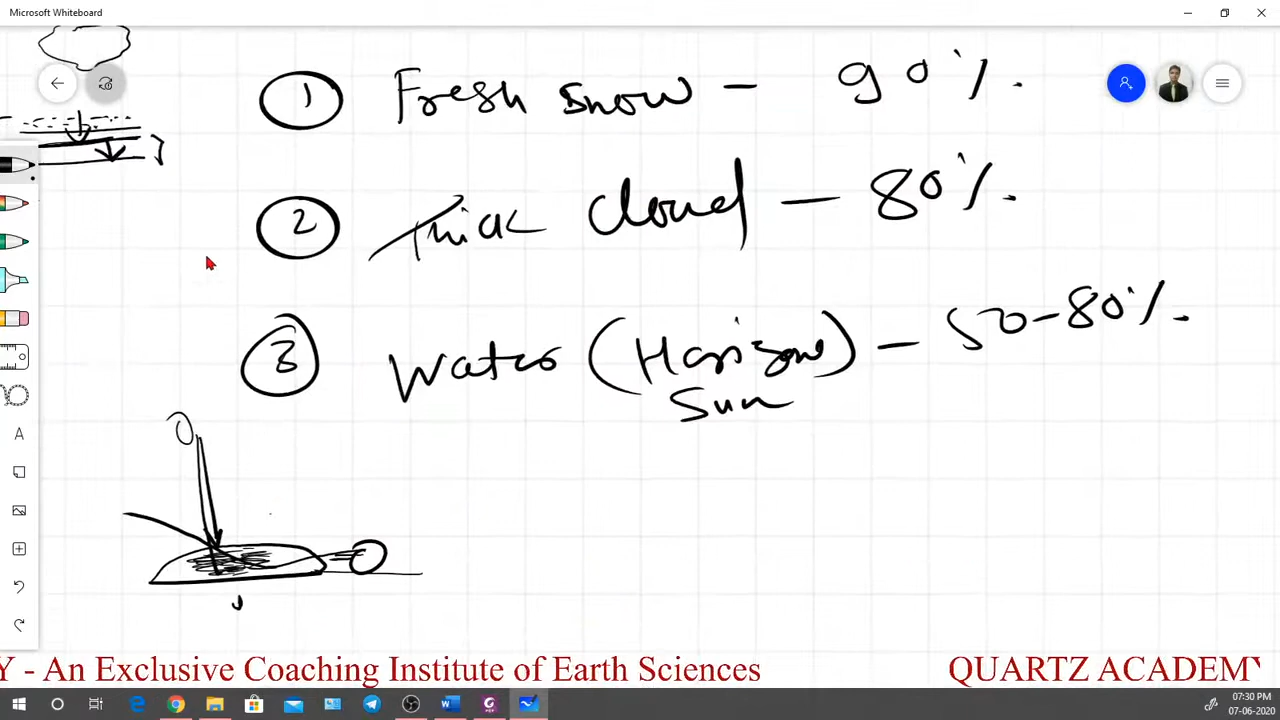 Microsoft Whiteboard
1 Fresh Snow - 90%.
2 Thick Cloud - 80%.
3 Water (Horizone) - 50-80%.
Sun
A
Y - An Exclusive Coaching Institute of Earth Sciences QUARTZ ACADEMY
07:30 PM
07-06-2020